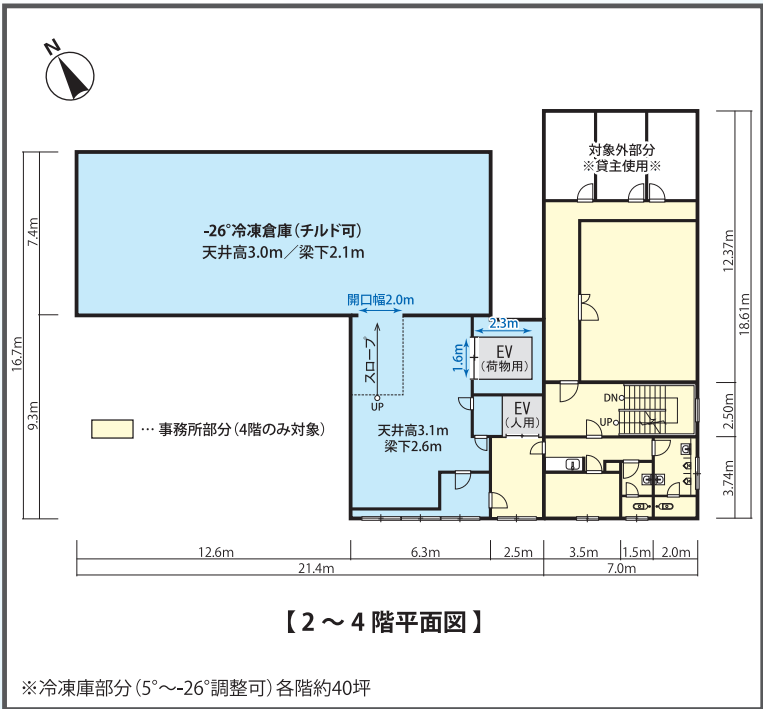 N
対象外部分
※貸主使用※
-26°冷凍倉庫(チルド可)
天井高3.0m/梁下2.1m
開口幅2.0m
7.4m
16.7m
9.3m
スロープ
UP
2.3m
1.6m
EV
(荷物用)
EV
(人用)
天井高3.1m
梁下2.6m
… 事務所部分(4階のみ対象)
DN
UP
12.37m
18.61m
2.50m
3.74m
12.6m
6.3m
2.5m
3.5m
1.5m
2.0m
21.4m
7.0m
【2〜4階平面図】
※冷凍庫部分(5°〜-26°調整可)各階約40坪